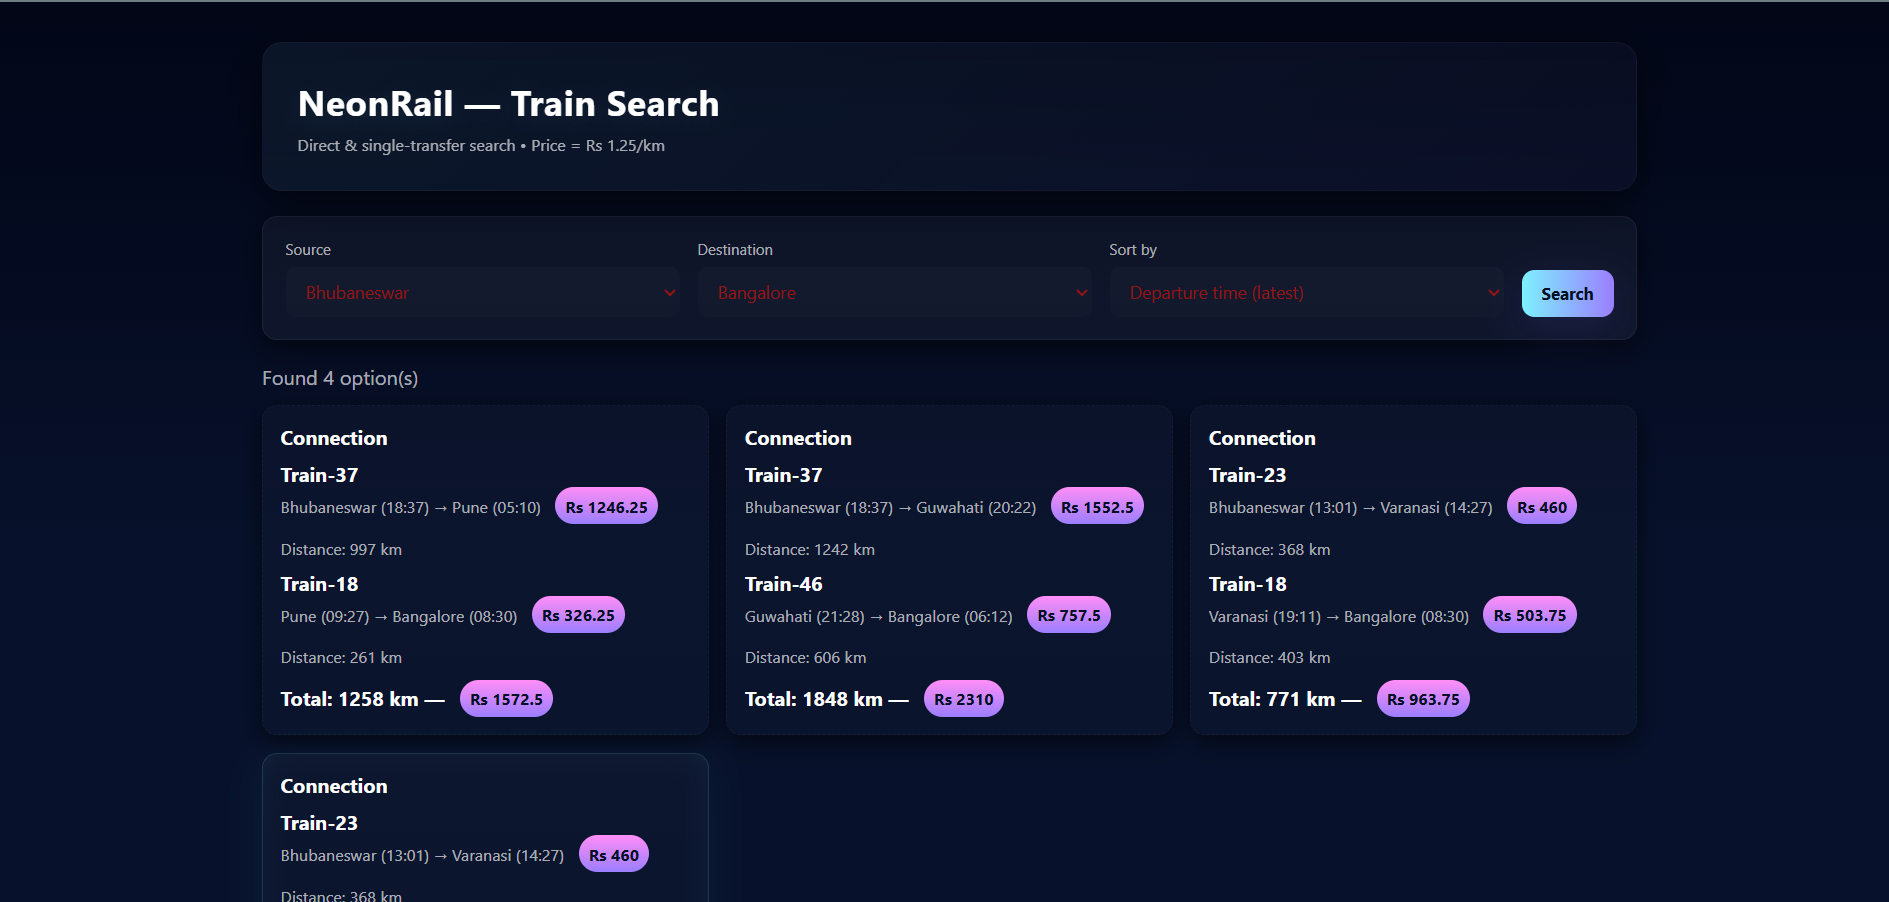 NeonRail — Train Search
Direct & single-transfer search • Price = Rs 1.25/km
Source
Destination
Sort by
Bhubaneswar
Bangalore
Departure time (latest)
Search
Found 4 option(s)
Connection
Train-37
Bhubaneswar (18:37) → Pune (05:10) Rs 1246.25
Distance: 997 km
Train-18
Pune (09:27) → Bangalore (08:30) Rs 326.25
Distance: 261 km
Total: 1258 km — Rs 1572.5
Connection
Train-37
Bhubaneswar (18:37) → Guwahati (20:22) Rs 1552.5
Distance: 1242 km
Train-46
Guwahati (21:28) → Bangalore (06:12) Rs 757.5
Distance: 606 km
Total: 1848 km — Rs 2310
Connection
Train-23
Bhubaneswar (13:01) → Varanasi (14:27) Rs 460
Distance: 368 km
Train-18
Varanasi (19:11) → Bangalore (08:30) Rs 503.75
Distance: 403 km
Total: 771 km — Rs 963.75
Connection
Train-23
Bhubaneswar (13:01) → Varanasi (14:27) Rs 460
Distance: 368 km